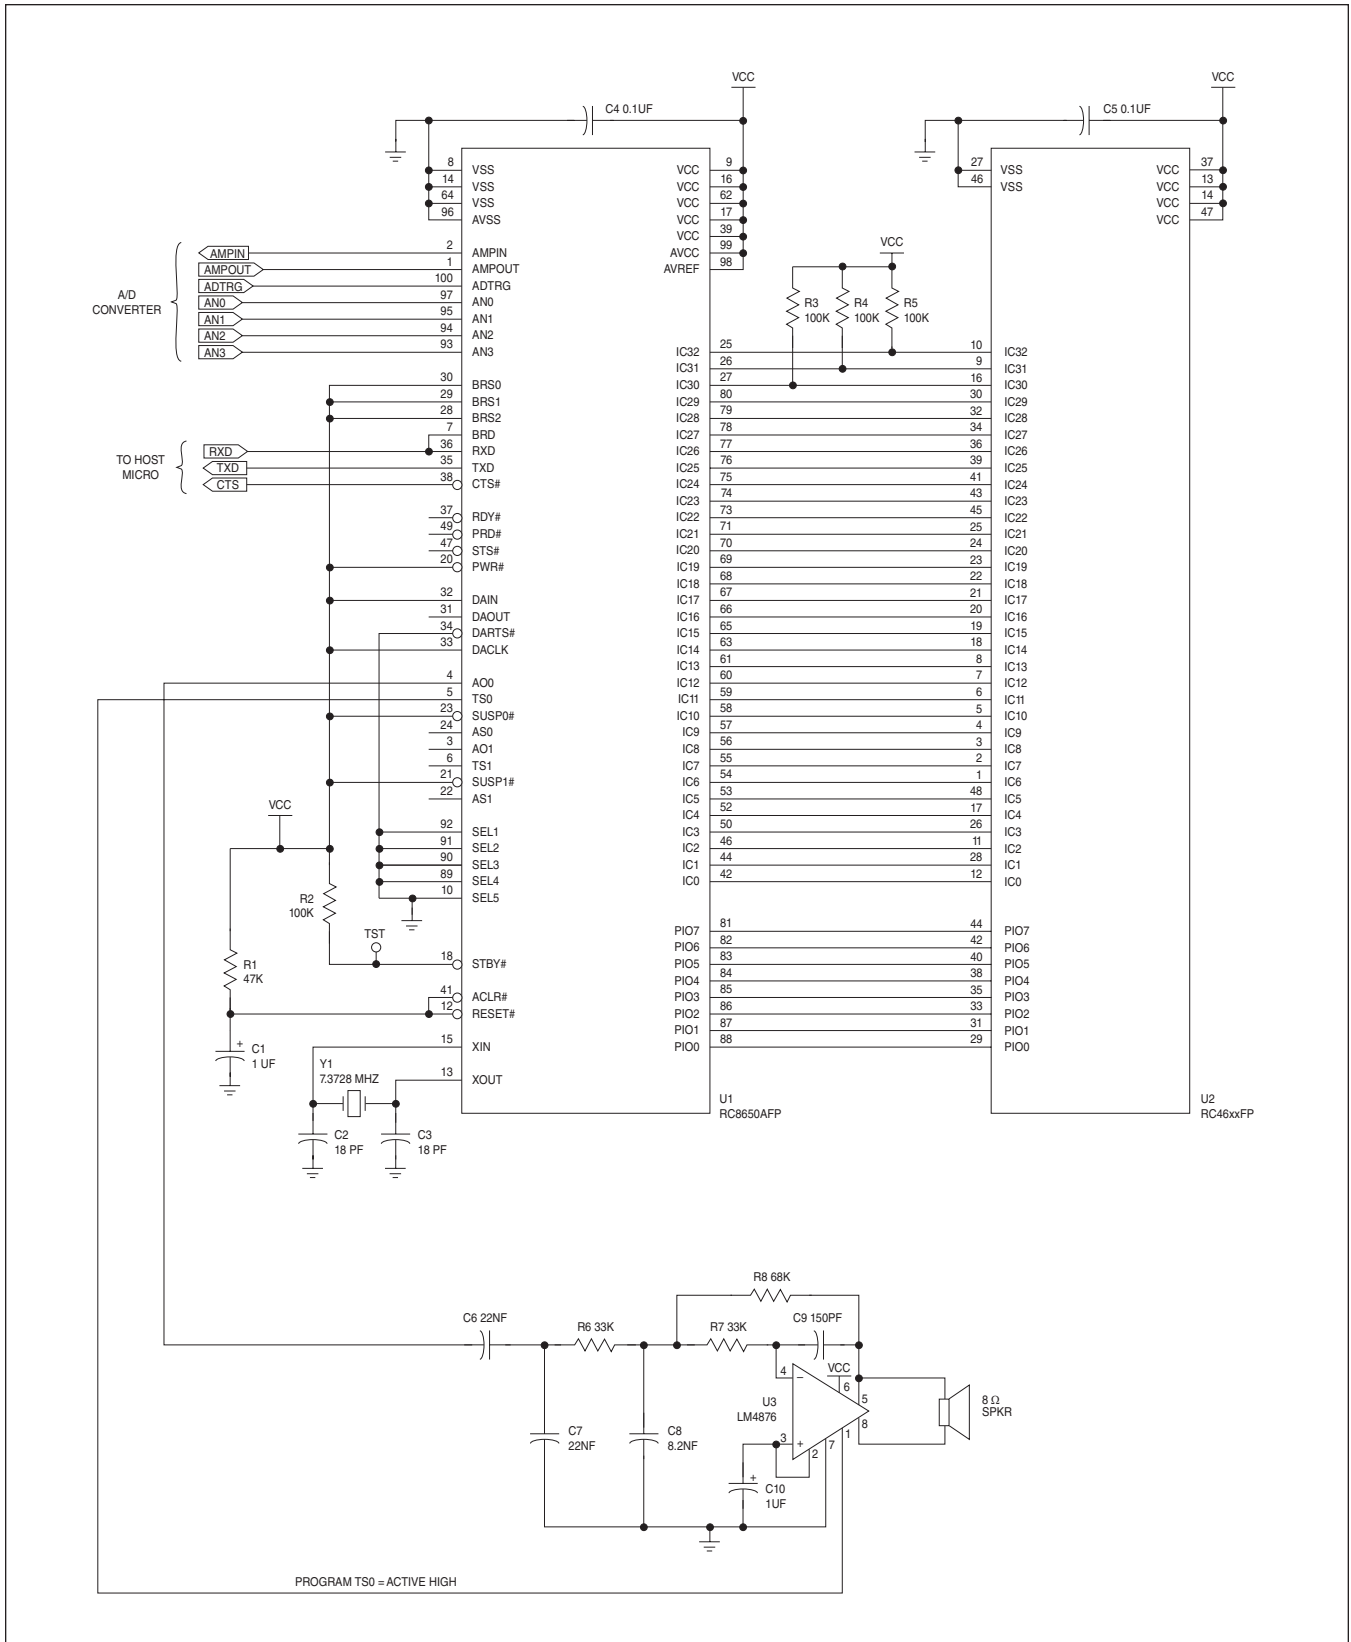 VCC
VCC
C4 0.1UF
C5 0.1UF
8 VSS
14 VSS
64 VSS
96 AVSS
VCC 9
VCC 16
VCC 62
VCC 17
VCC 39
AVCC 99
AVREF 98
27 VSS
46 VSS
VCC 37
VCC 13
VCC 14
VCC 47
A/D
CONVERTER
AMPIN 2 AMPIN
AMPOUT 1 AMPOUT
ADTRG 100 ADTRG
AN0 97 AN0
AN1 95 AN1
AN2 94 AN2
AN3 93 AN3
VCC
R3
100K
R4
100K
R5
100K
30 BRS0
29 BRS1
28 BRS2
7 BRD
TO HOST
MICRO
RXD 36 RXD
TXD 35 TXD
CTS 38 CTS#
37 RDY#
49 PRD#
47 STS#
20 PWR#
32 DAIN
31 DAOUT
34 DARTS#
33 DACLK
4 AO0
5 TS0
23 SUSP0#
24 AS0
3 AO1
6 TS1
21 SUSP1#
22 AS1
92 SEL1
91 SEL2
90 SEL3
89 SEL4
10 SEL5
VCC
R2
100K
TST
18 STBY#
R1
47K
41 ACLR#
12 RESET#
+
C1
1 UF
15 XIN
13 XOUT
Y1
7.3728 MHZ
C2
18 PF
C3
18 PF
IC32 25 10 IC32
IC31 26 9 IC31
IC30 27 16 IC30
IC29 80 30 IC29
IC28 79 32 IC28
IC27 78 34 IC27
IC26 77 36 IC26
IC25 76 39 IC25
IC24 75 41 IC24
IC23 74 43 IC23
IC22 73 45 IC22
IC21 71 25 IC21
IC20 70 24 IC20
IC19 69 23 IC19
IC18 68 22 IC18
IC17 67 21 IC17
IC16 66 20 IC16
IC15 65 19 IC15
IC14 63 18 IC14
IC13 61 8 IC13
IC12 60 7 IC12
IC11 59 6 IC11
IC10 58 5 IC10
IC9 57 4 IC9
IC8 56 3 IC8
IC7 55 2 IC7
IC6 54 1 IC6
IC5 53 48 IC5
IC4 52 17 IC4
IC3 50 26 IC3
IC2 46 11 IC2
IC1 44 28 IC1
IC0 42 12 IC0
PIO7 81 44 PIO7
PIO6 82 42 PIO6
PIO5 83 40 PIO5
PIO4 84 38 PIO4
PIO3 85 35 PIO3
PIO2 86 33 PIO2
PIO1 87 31 PIO1
PIO0 88 29 PIO0
U1
RC8650AFP
U2
RC46xxFP
R8 68K
C6 22NF
R6 33K
R7 33K
C9 150PF
VCC
4 −
6
5
8
1
7
2
3 +
U3
LM4876
8 Ω
SPKR
C7
22NF
C8
8.2NF
+
C10
1UF
PROGRAM TS0 = ACTIVE HIGH